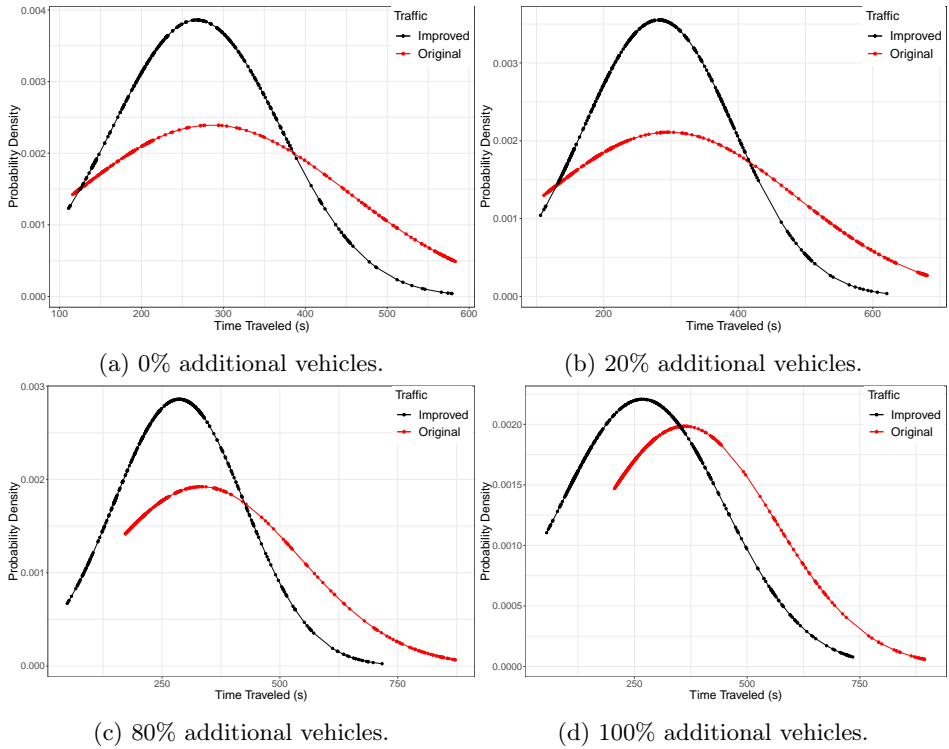 0.004
0.003
0.002
0.001
0.000
Probability Density
Traffic
Improved
Original
100 200 300 400 500 600
Time Traveled (s)
(a) 0% additional vehicles.
0.003
0.002
0.001
0.000
Probability Density
Traffic
Improved
Original
200 400 600
Time Traveled (s)
(b) 20% additional vehicles.
0.003
0.002
0.001
0.000
Probability Density
Traffic
Improved
Original
250 500 750
Time Traveled (s)
(c) 80% additional vehicles.
0.0020
0.0015
0.0010
0.0005
0.0000
Probability Density
Traffic
Improved
Original
250 500 750
Time Traveled (s)
(d) 100% additional vehicles.